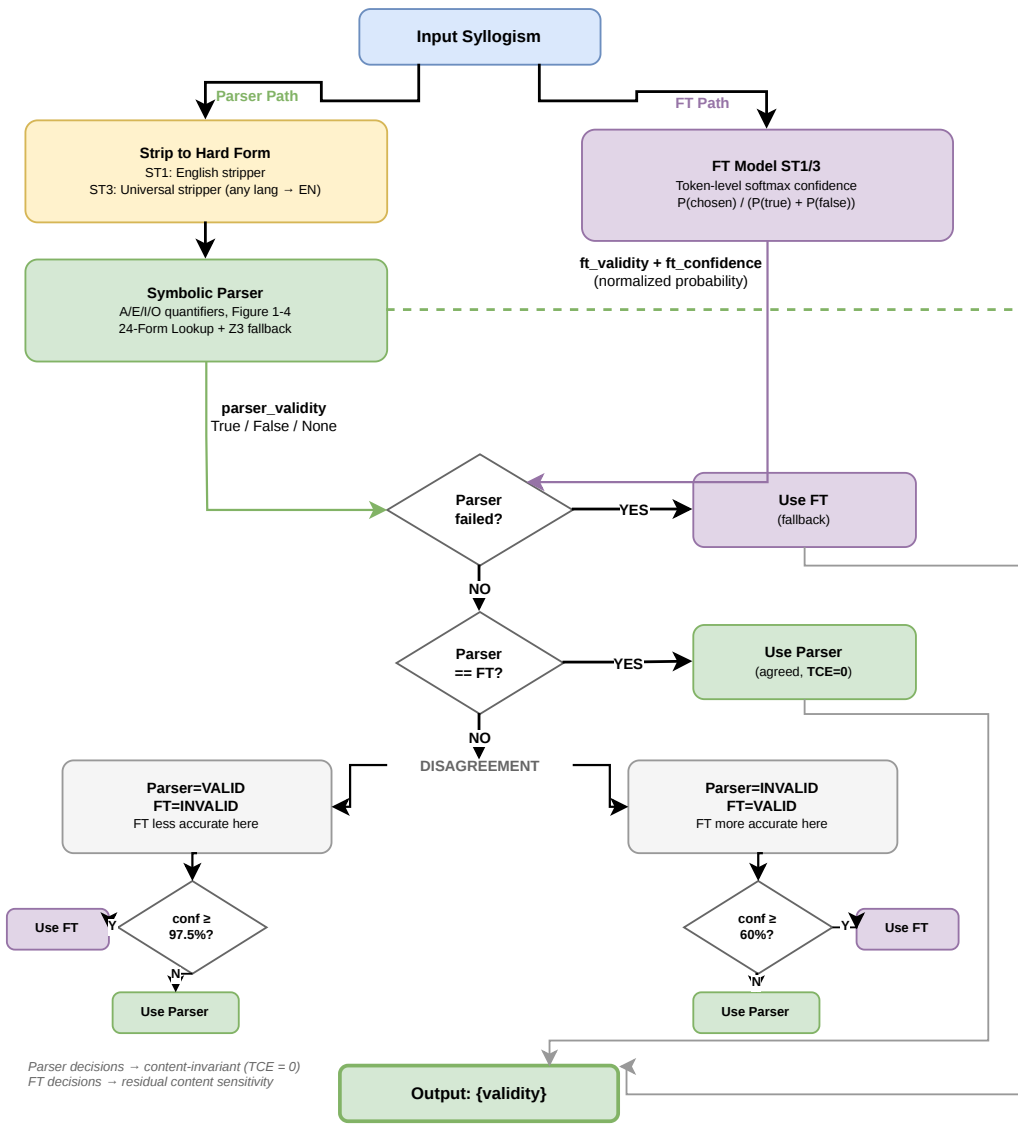 Input Syllogism
Parser Path
FT Path
Strip to Hard Form
ST1: English stripper
ST3: Universal stripper (any lang → EN)
FT Model ST1/3
Token-level softmax confidence
P(chosen) / (P(true) + P(false))
ft_validity + ft_confidence
(normalized probability)
Symbolic Parser
A/E/I/O quantifiers, Figure 1-4
24-Form Lookup + Z3 fallback
parser_validity
True / False / None
Parser
failed?
YES
Use FT
(fallback)
NO
Parser
== FT?
YES
Use Parser
(agreed, TCE=0)
NO
DISAGREEMENT
Parser=VALID
FT=INVALID
FT less accurate here
Parser=INVALID
FT=VALID
FT more accurate here
Use FT
Y
conf ≥
97.5%?
N
Use Parser
conf ≥
60%?
Y
Use FT
N
Use Parser
Parser decisions → content-invariant (TCE = 0)
FT decisions → residual content sensitivity
Output: {validity}